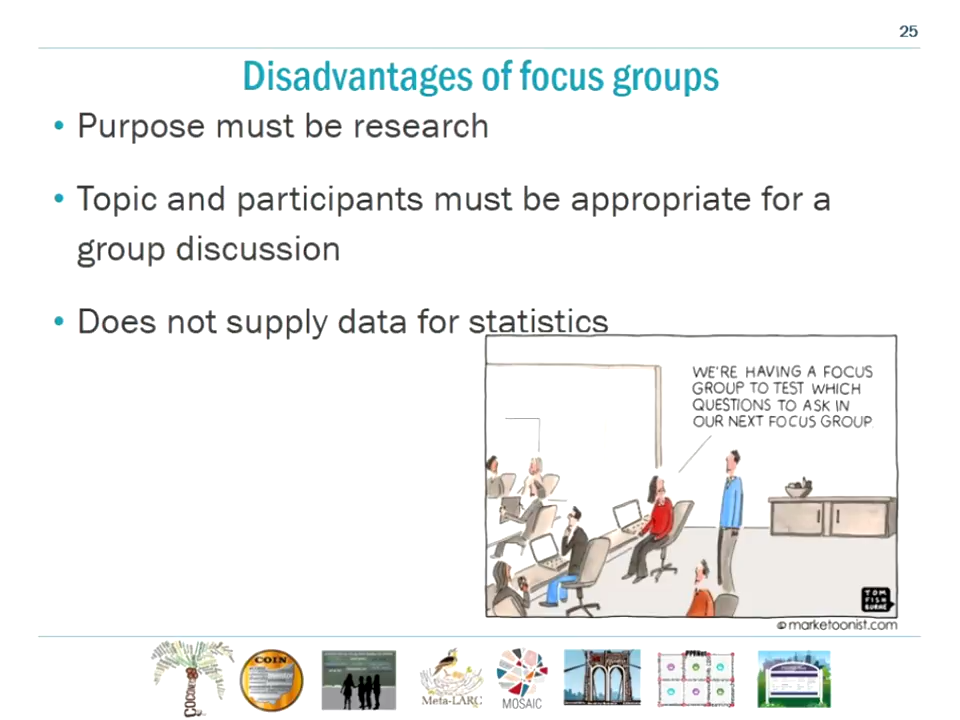 25
Disadvantages of focus groups
• Purpose must be research
• Topic and participants must be appropriate for a
group discussion
• Does not supply data for statistics
WE'RE HAVING A FOCUS
GROUP TO TEST WHICH
QUESTIONS TO ASK IN
OUR NEXT FOCUS GROUP.
TOM
FISH
BURNE
© marketoonist.com
COCONET
COIN
Meta-LARC
MOSAIC
PPRNet